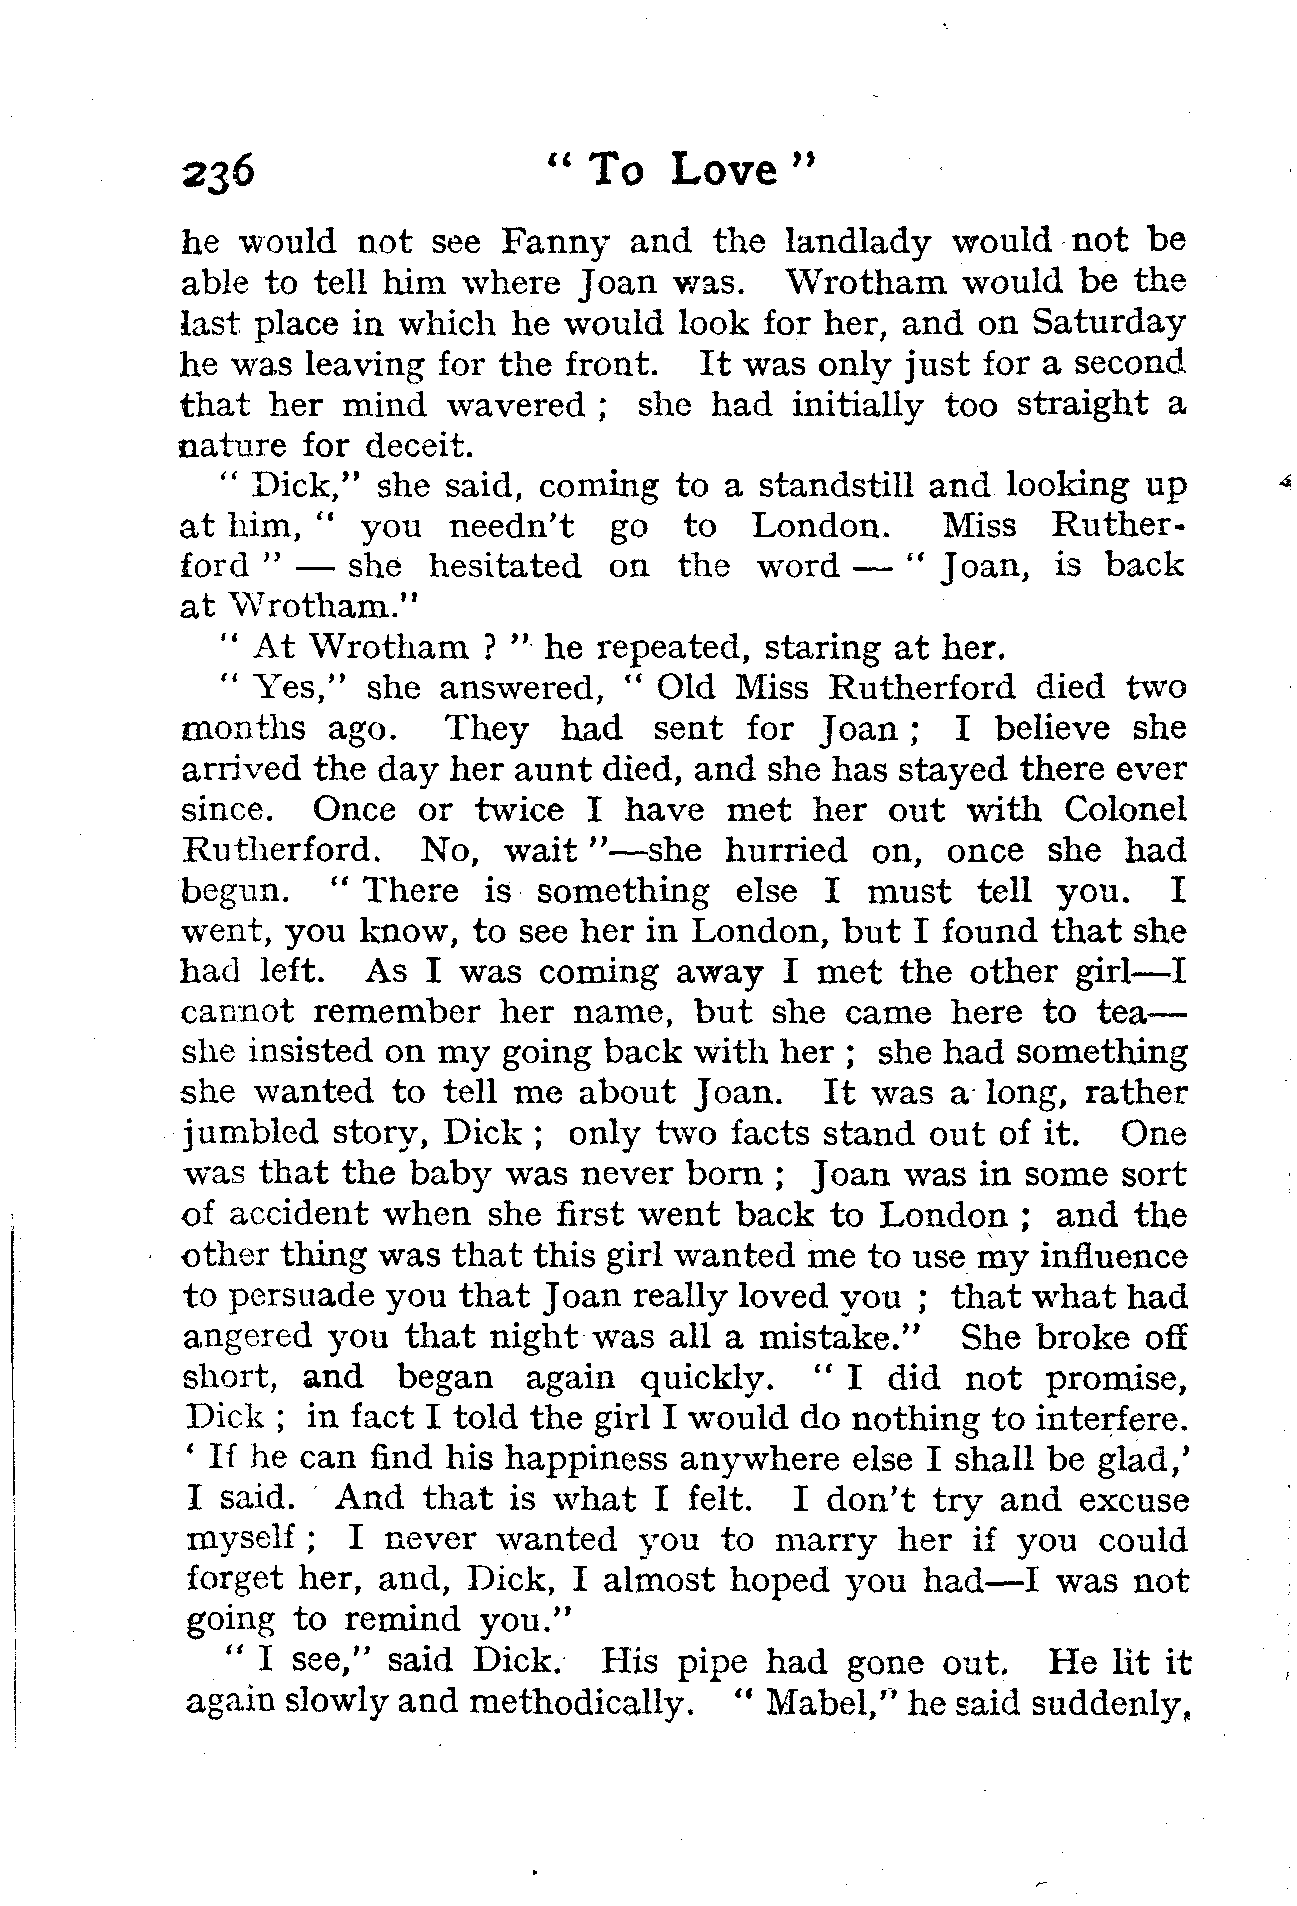 236 " To Love "
he would not see Fanny and the landlady would not be
able to tell him where Joan was. Wrotham would be the
last place in which he would look for her, and on Saturday
he was leaving for the front. It was only just for a second
that her mind wavered ; she had initially too straight a
nature for deceit.
" Dick," she said, coming to a standstill and looking up
at him, " you needn't go to London. Miss Ruther-
ford " — she hesitated on the word — " Joan, is back
at Wrotham."
" At Wrotham ? " he repeated, staring at her.
" Yes," she answered, " Old Miss Rutherford died two
months ago. They had sent for Joan ; I believe she
arrived the day her aunt died, and she has stayed there ever
since. Once or twice I have met her out with Colonel
Rutherford. No, wait "—she hurried on, once she had
begun. " There is something else I must tell you. I
went, you know, to see her in London, but I found that she
had left. As I was coming away I met the other girl—I
cannot remember her name, but she came here to tea—
she insisted on my going back with her ; she had something
she wanted to tell me about Joan. It was a long, rather
jumbled story, Dick ; only two facts stand out of it. One
was that the baby was never born ; Joan was in some sort
of accident when she first went back to London ; and the
other thing was that this girl wanted me to use my influence
to persuade you that Joan really loved you ; that what had
angered you that night was all a mistake." She broke off
short, and began again quickly. " I did not promise,
Dick ; in fact I told the girl I would do nothing to interfere.
' If he can find his happiness anywhere else I shall be glad,'
I said. And that is what I felt. I don't try and excuse
myself ; I never wanted you to marry her if you could
forget her, and, Dick, I almost hoped you had—I was not
going to remind you."
" I see," said Dick. His pipe had gone out. He lit it
again slowly and methodically. " Mabel," he said suddenly,